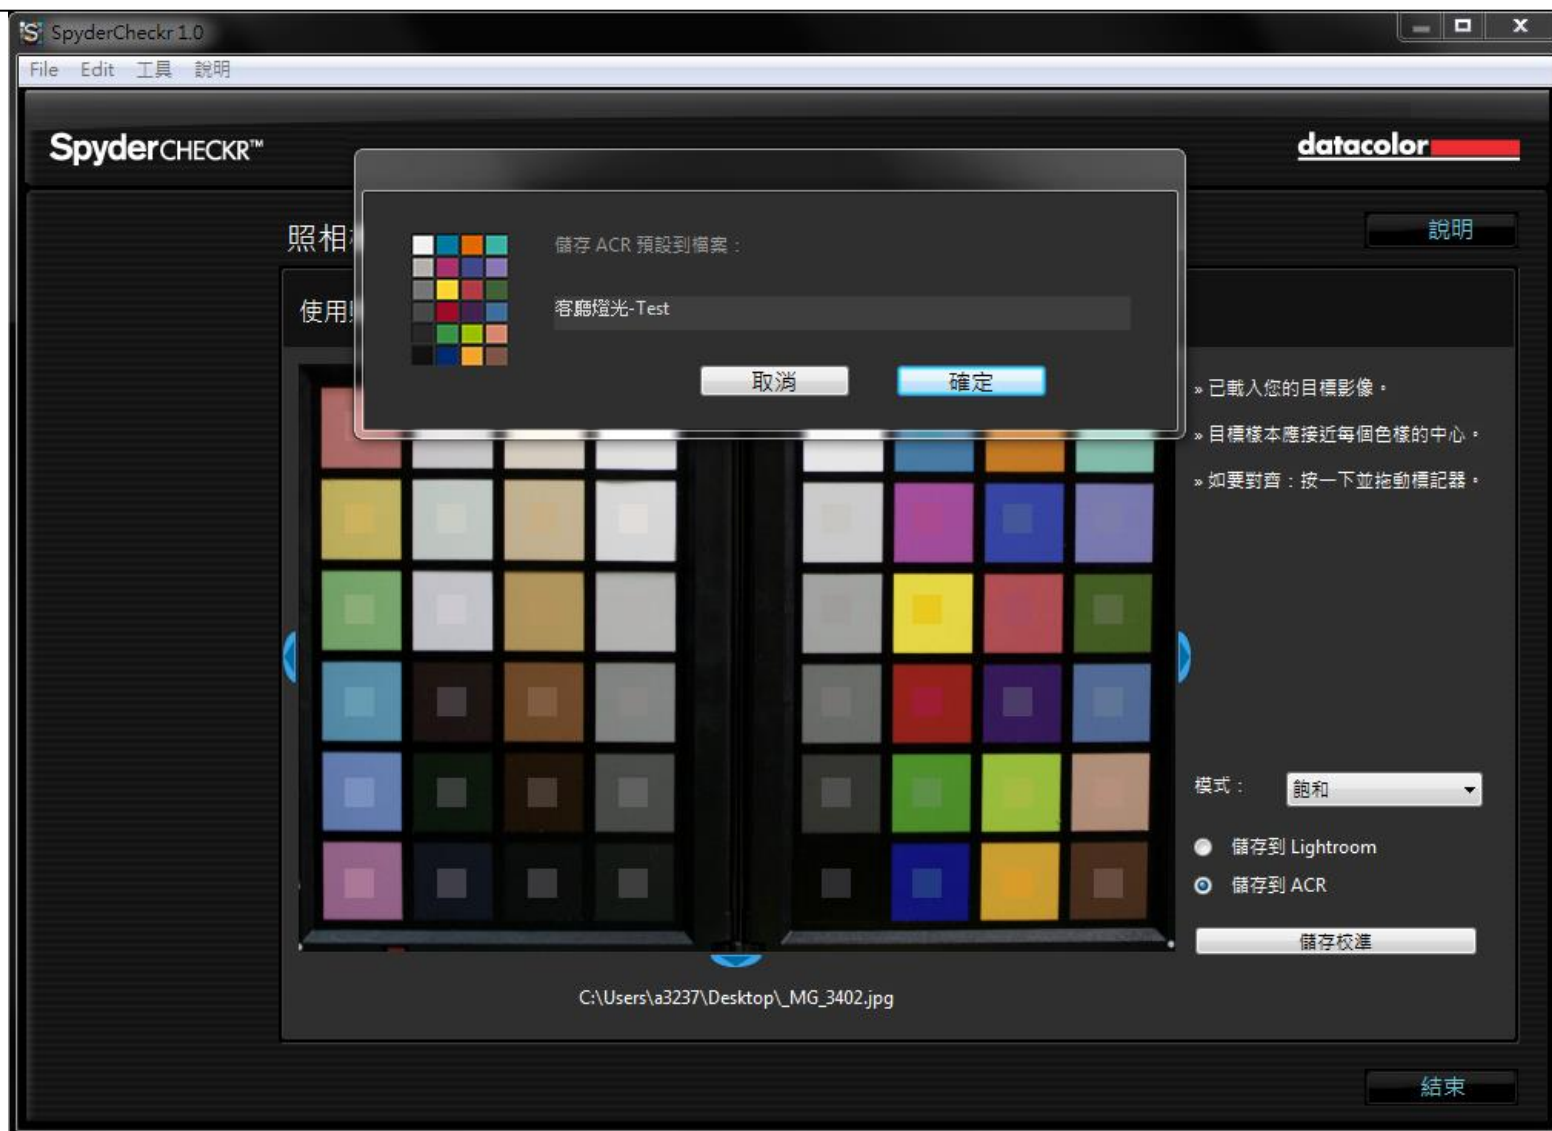 SpyderCheckr 1.0
File Edit 工具 說明
SpyderCHECKR™
datacolor
照相
說明
使用
儲存 ACR 預設到檔案：
客廳燈光-Test
取消
確定
» 已載入您的目標影像。
» 目標樣本應接近每個色樣的中心。
» 如要對齊：按一下並拖動標記器。
模式：
飽和
儲存到 Lightroom
儲存到 ACR
儲存校準
C:\Users\a3237\Desktop\_MG_3402.jpg
結束